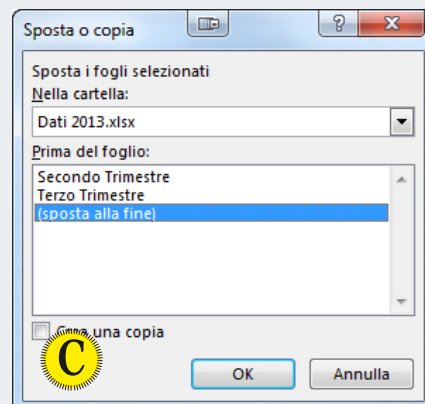 Sposta o copia
Sposta i fogli selezionati
Nella cartella:
Dati 2013.xlsx
Prima del foglio:
Secondo Trimestre
Terzo Trimestre
(sposta alla fine)
una copia
C
OK
Annulla